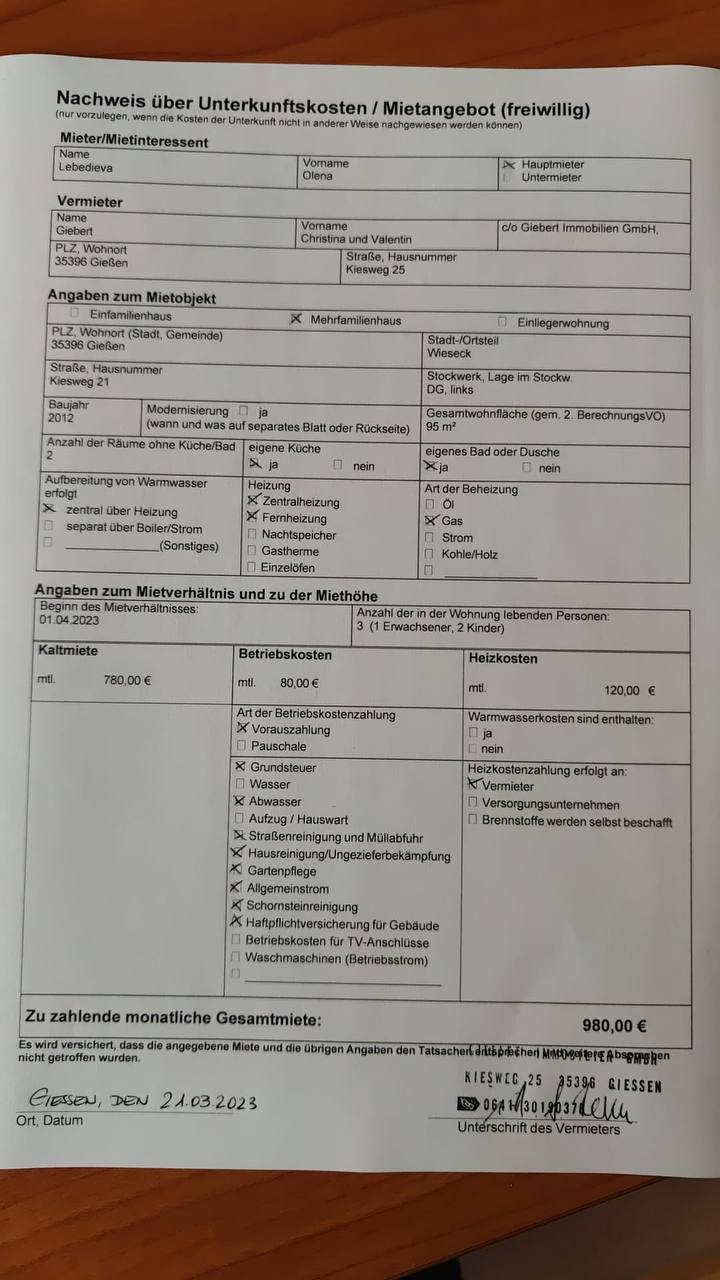 Nachweis über Unterkunftskosten / Mietangebot (freiwillig)
(nur vorzulegen, wenn die Kosten der Unterkunft nicht in anderer Weise nachgewiesen werden können)
Mieter/Mietinteressent
Name Vorname Hauptmieter
Lebedieva Olena Untermieter
Vermieter
Name Vorname c/o Giebert Immobilien GmbH,
Giebert Christina und Valentin
PLZ, Wohnort Straße, Hausnummer
35396 Gießen Kiesweg 25
Angaben zum Mietobjekt
Einfamilienhaus Mehrfamilienhaus Einliegerwohnung
PLZ, Wohnort (Stadt, Gemeinde) Stadt-/Ortsteil
35396 Gießen Wieseck
Straße, Hausnummer Stockwerk, Lage im Stockw.
Kiesweg 21 DG, links
Baujahr Modernisierung ja Gesamtwohnfläche (gem. 2. BerechnungsVO)
2012 (wann und was auf separates Blatt oder Rückseite) 95 m²
Anzahl der Räume ohne Küche/Bad eigene Küche eigenes Bad oder Dusche
2 ja nein ja nein
Aufbereitung von Warmwasser Heizung Art der Beheizung
erfolgt Zentralheizung Öl
zentral über Heizung Fernheizung Gas
separat über Boiler/Strom Nachtspeicher Strom
(Sonstiges) Gastherme Kohle/Holz
Einzelöfen
Angaben zum Mietverhältnis und zu der Miethöhe
Beginn des Mietverhältnisses: Anzahl der in der Wohnung lebenden Personen:
01.04.2023 3 (1 Erwachsener, 2 Kinder)
Kaltmiete Betriebskosten Heizkosten
mtl. 780,00 € mtl. 80,00 € mtl. 120,00 €
Art der Betriebskostenzahlung Warmwasserkosten sind enthalten:
Vorauszahlung ja
Pauschale nein
Grundsteuer Heizkostenzahlung erfolgt an:
Wasser Vermieter
Abwasser Versorgungsunternehmen
Aufzug / Hauswart Brennstoffe werden selbst beschafft
Straßenreinigung und Müllabfuhr
Hausreinigung/Ungezieferbekämpfung
Gartenpflege
Allgemeinstrom
Schornsteinreinigung
Haftpflichtversicherung für Gebäude
Betriebskosten für TV-Anschlüsse
Waschmaschinen (Betriebsstrom)
Zu zahlende monatliche Gesamtmiete: 980,00 €
Es wird versichert, dass die angegebene Miete und die übrigen Angaben den Tatsachen entsprechen und weitere Absprachen
nicht getroffen wurden.
KIESWEG 25 35396 GIESSEN
GIESSEN, DEN 21.03.2023
Ort, Datum
Unterschrift des Vermieters